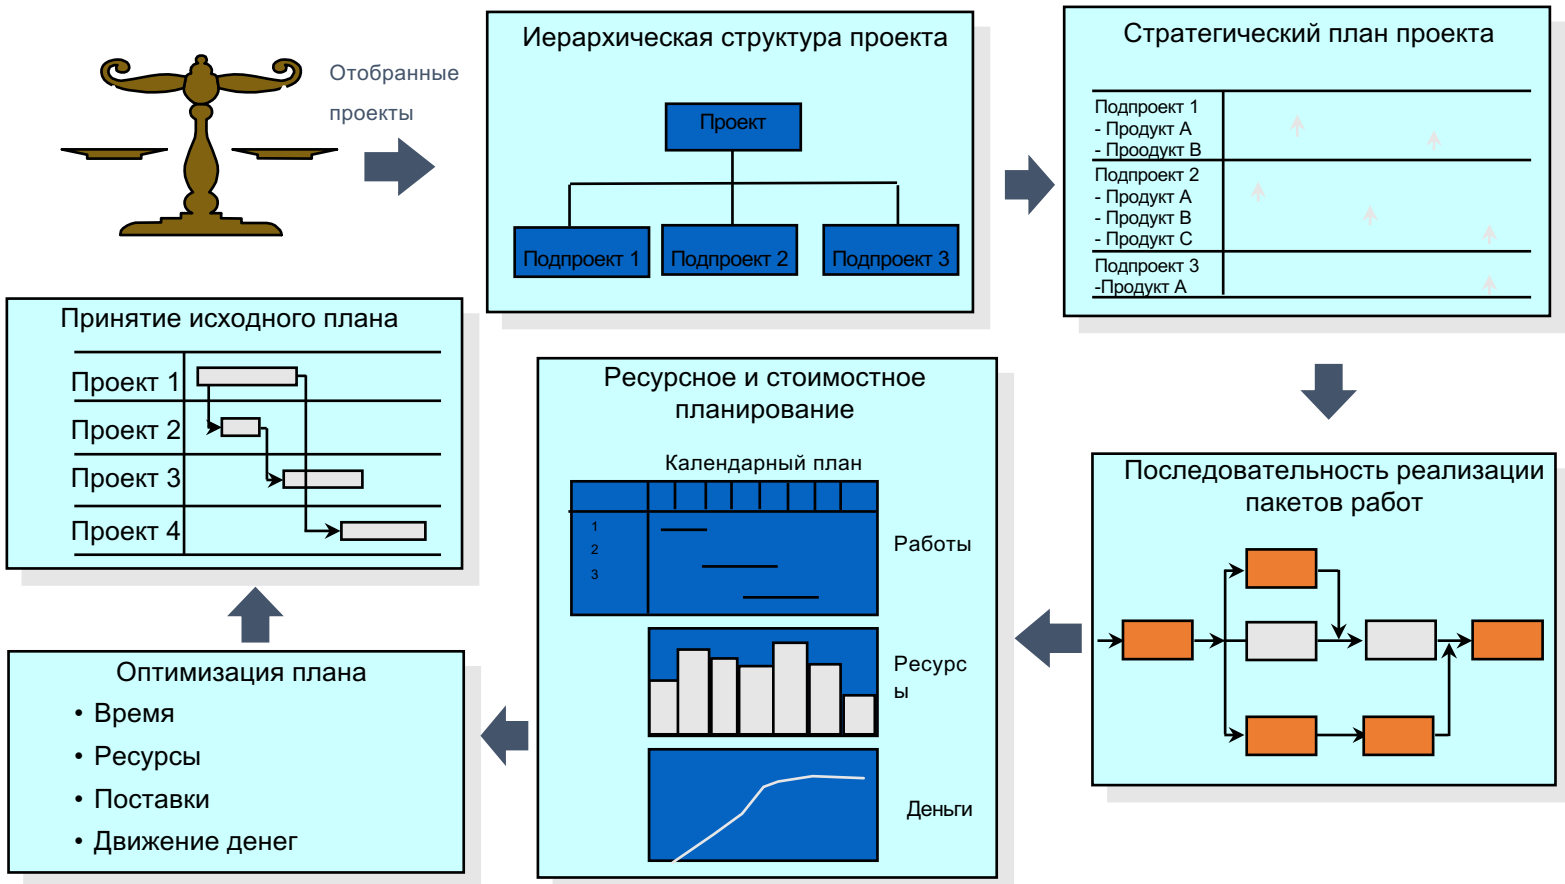 Отобранные
проекты
Иерархическая структура проекта
Проект
Подпроект 1
Подпроект 2
Подпроект 3
Стратегический план проекта
Подпроект 1
- Продукт А
- Проодукт В
Подпроект 2
- Продукт А
- Продукт В
- Продукт С
Подпроект 3
-Продукт А
Последовательность реализации
пакетов работ
Ресурсное и стоимостное
планирование
Календарный план
1
2
3
Работы
Ресурс
ы
Деньги
Оптимизация плана
• Время
• Ресурсы
• Поставки
• Движение денег
Принятие исходного плана
Проект 1
Проект 2
Проект 3
Проект 4